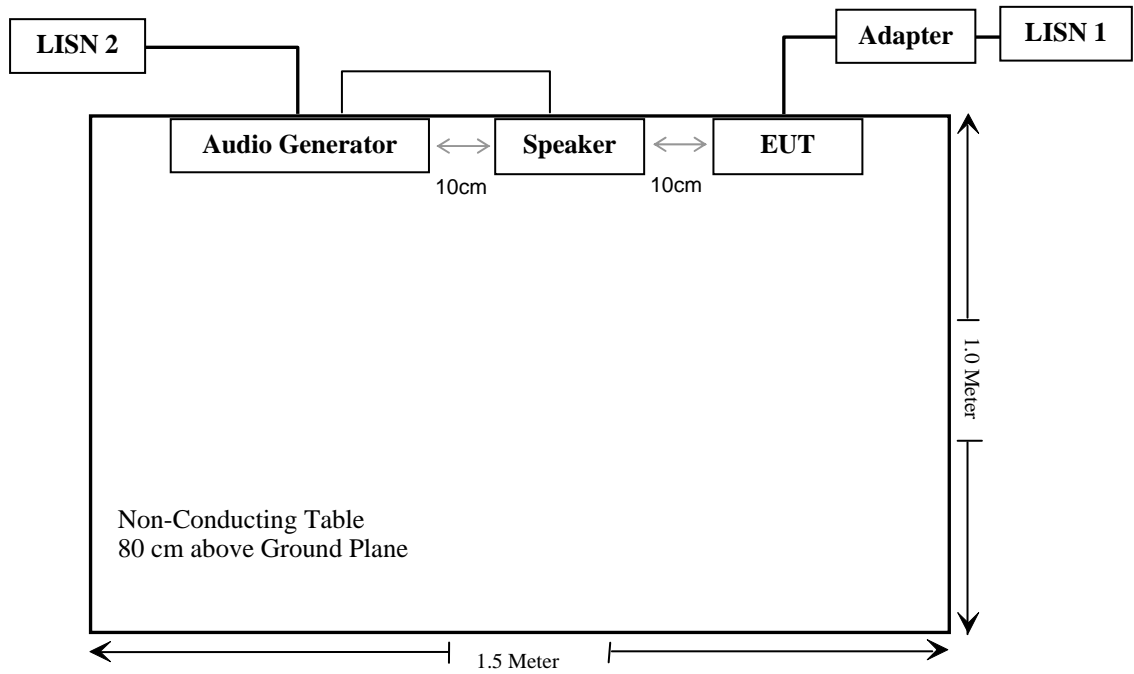 LISN 2
Adapter
LISN 1
Audio Generator
Speaker
EUT
10cm
10cm
1.0 Meter
Non-Conducting Table
80 cm above Ground Plane
1.5 Meter